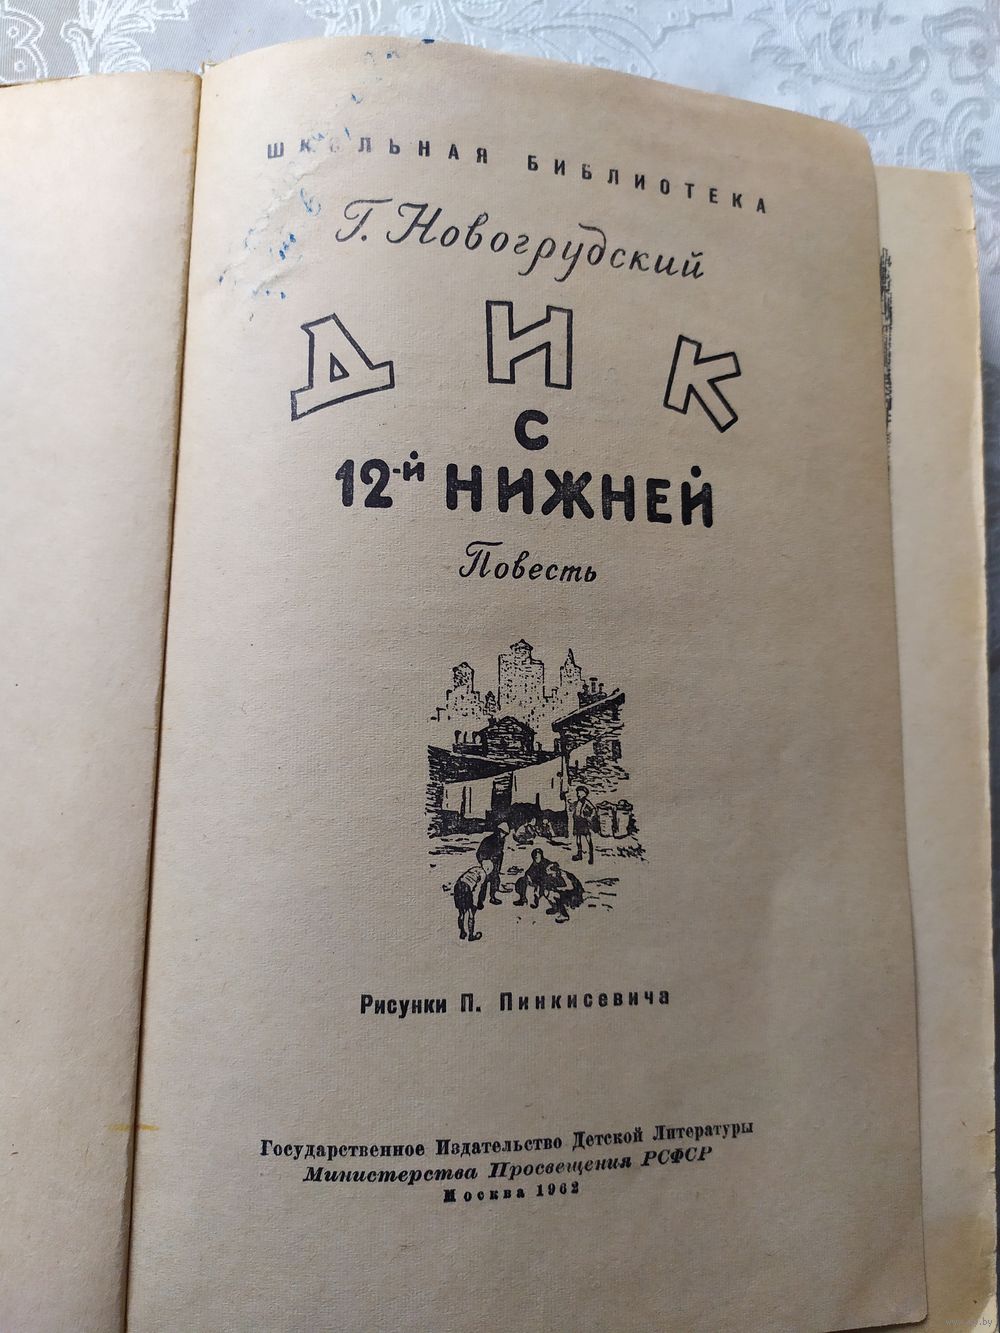 ШКОЛЬНАЯ БИБЛИОТЕКА
Г. Новогрудский
ДИК
С
12-й НИЖНЕЙ
Повесть
Рисунки П. Пинкисевича
Государственное Издательство Детской Литературы
Министерства Просвещения РСФСР
Москва 1962